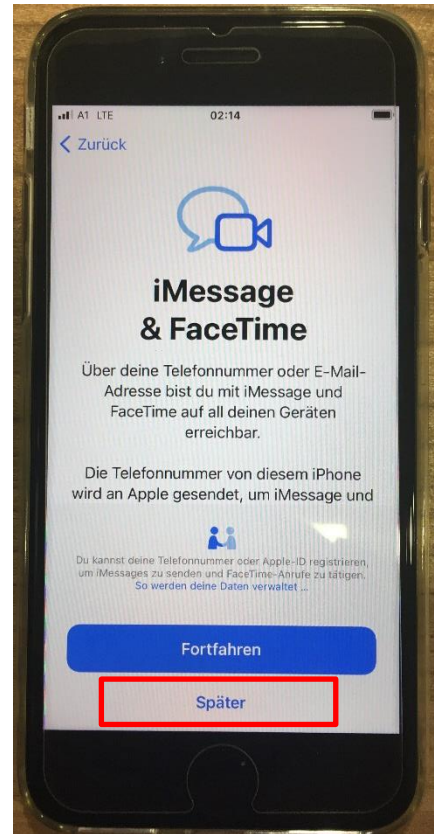 A1 LTE 02:14
Zurück
iMessage
& FaceTime
Über deine Telefonnummer oder E-Mail-
Adresse bist du mit iMessage und
FaceTime auf all deinen Geräten
erreichbar.
Die Telefonnummer von diesem iPhone
wird an Apple gesendet, um iMessage und
Du kannst deine Telefonnummer oder Apple-ID registrieren,
um iMessages zu senden und FaceTime-Anrufe zu tätigen.
So werden deine Daten verwaltet ...
Fortfahren
Später